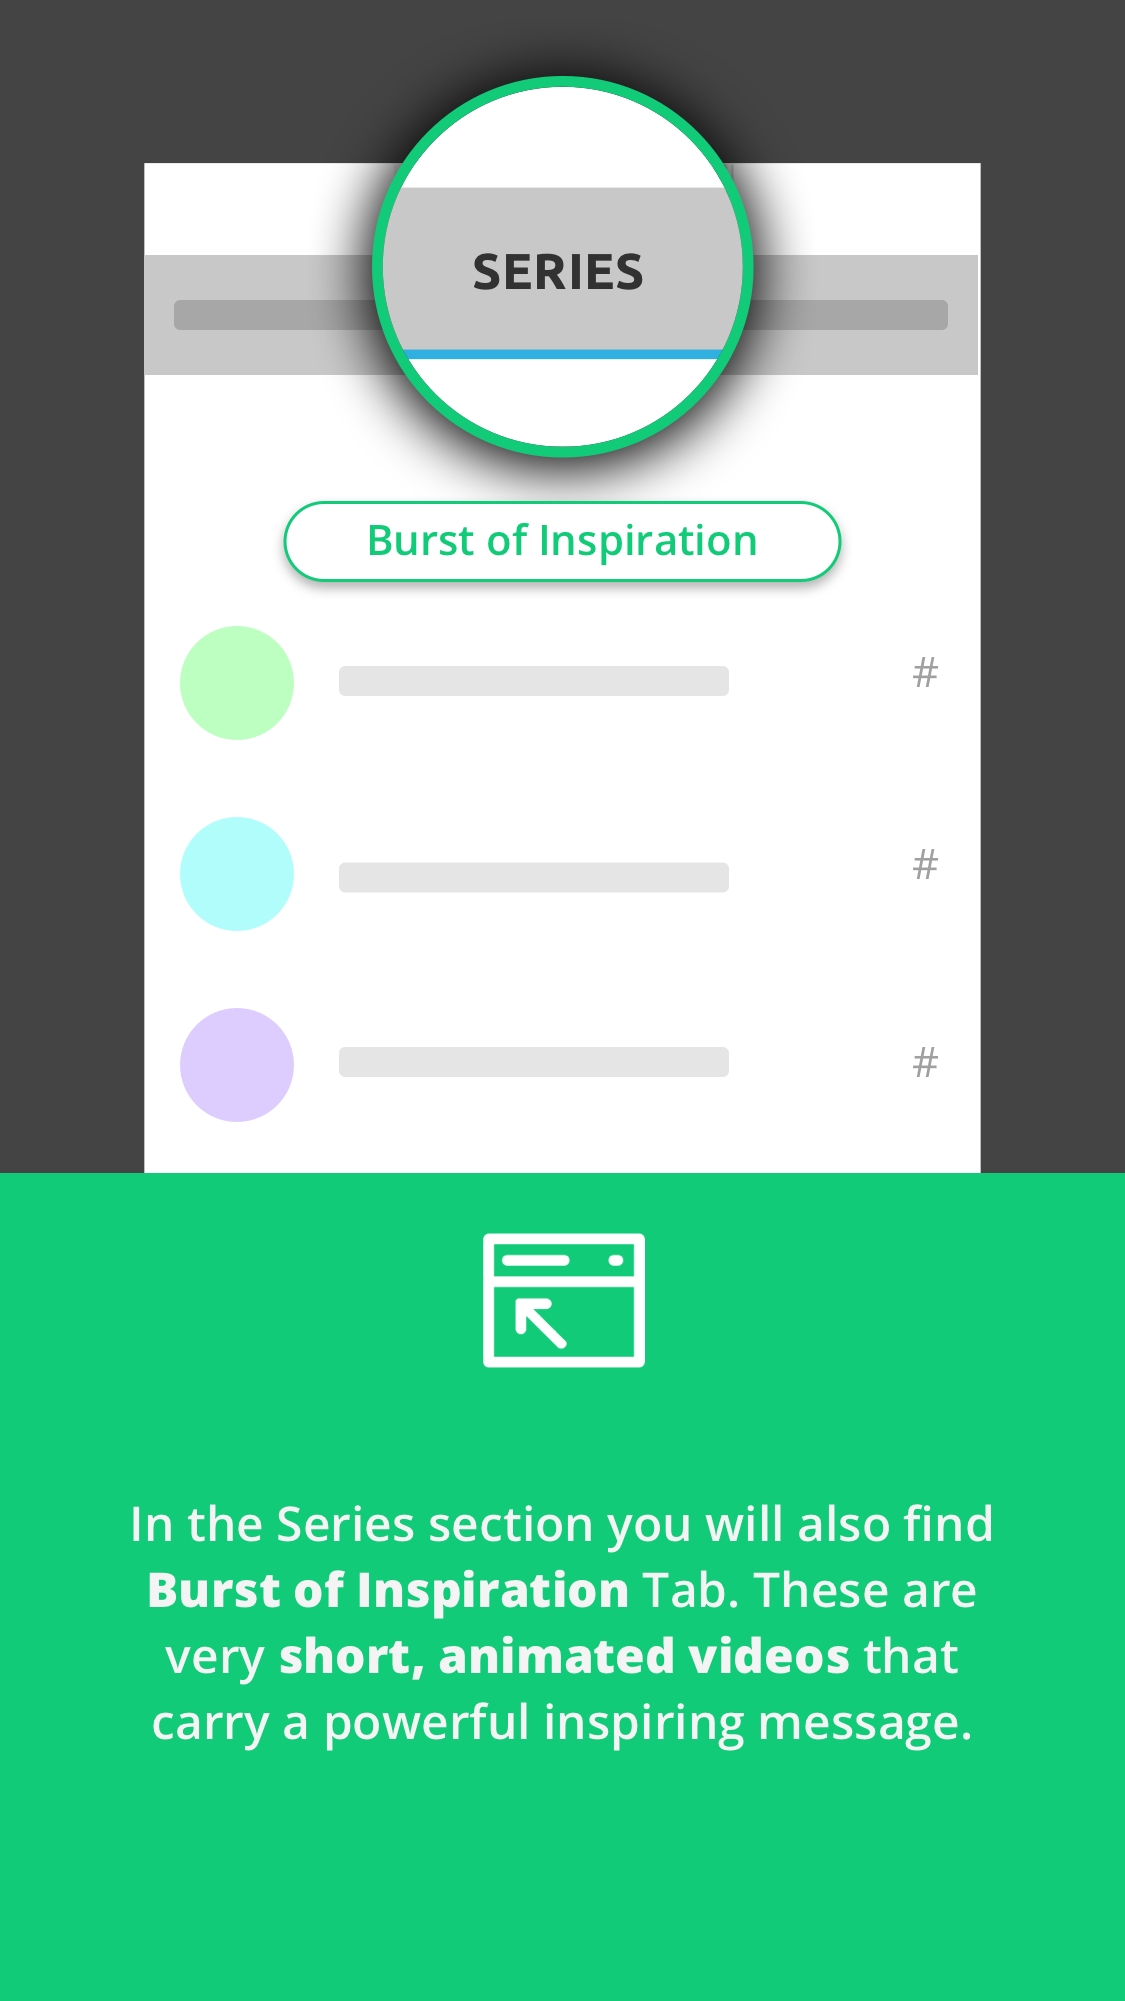 SERIES
Burst of Inspiration
#
#
#
In the Series section you will also find
Burst of Inspiration Tab. These are
very short, animated videos that
carry a powerful inspiring message.